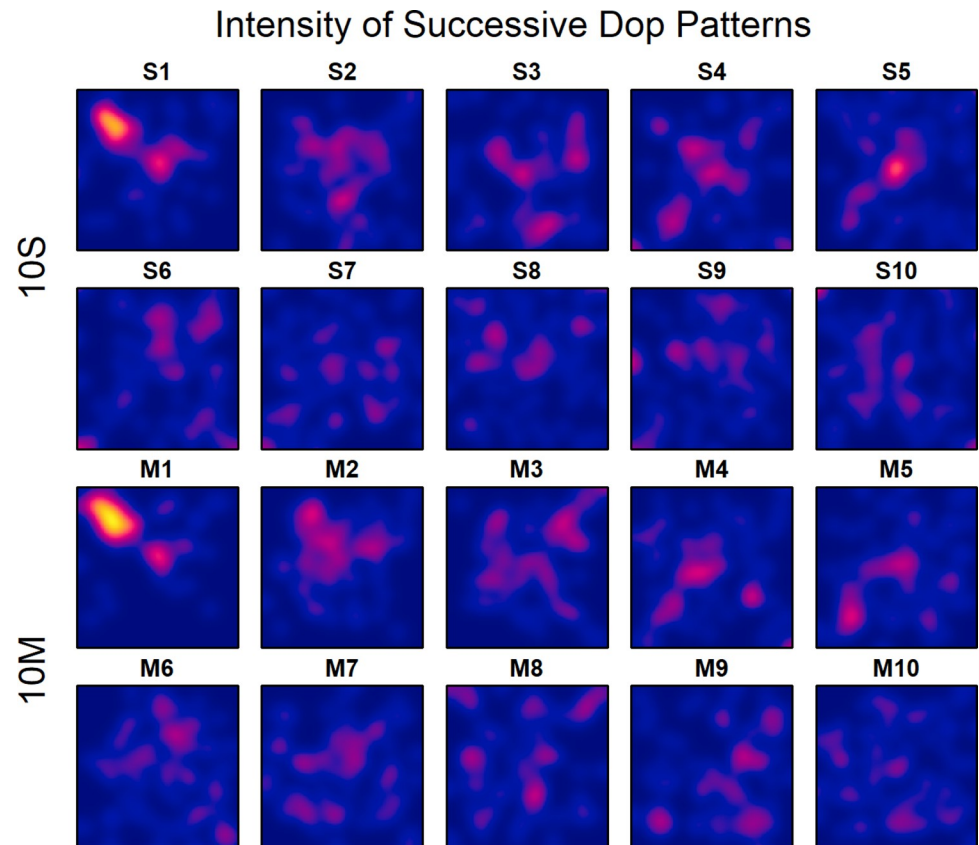 Intensity of Successive Dop Patterns
S1 S2 S3 S4 S5
10S
S6 S7 S8 S9 S10
M1 M2 M3 M4 M5
10M
M6 M7 M8 M9 M10